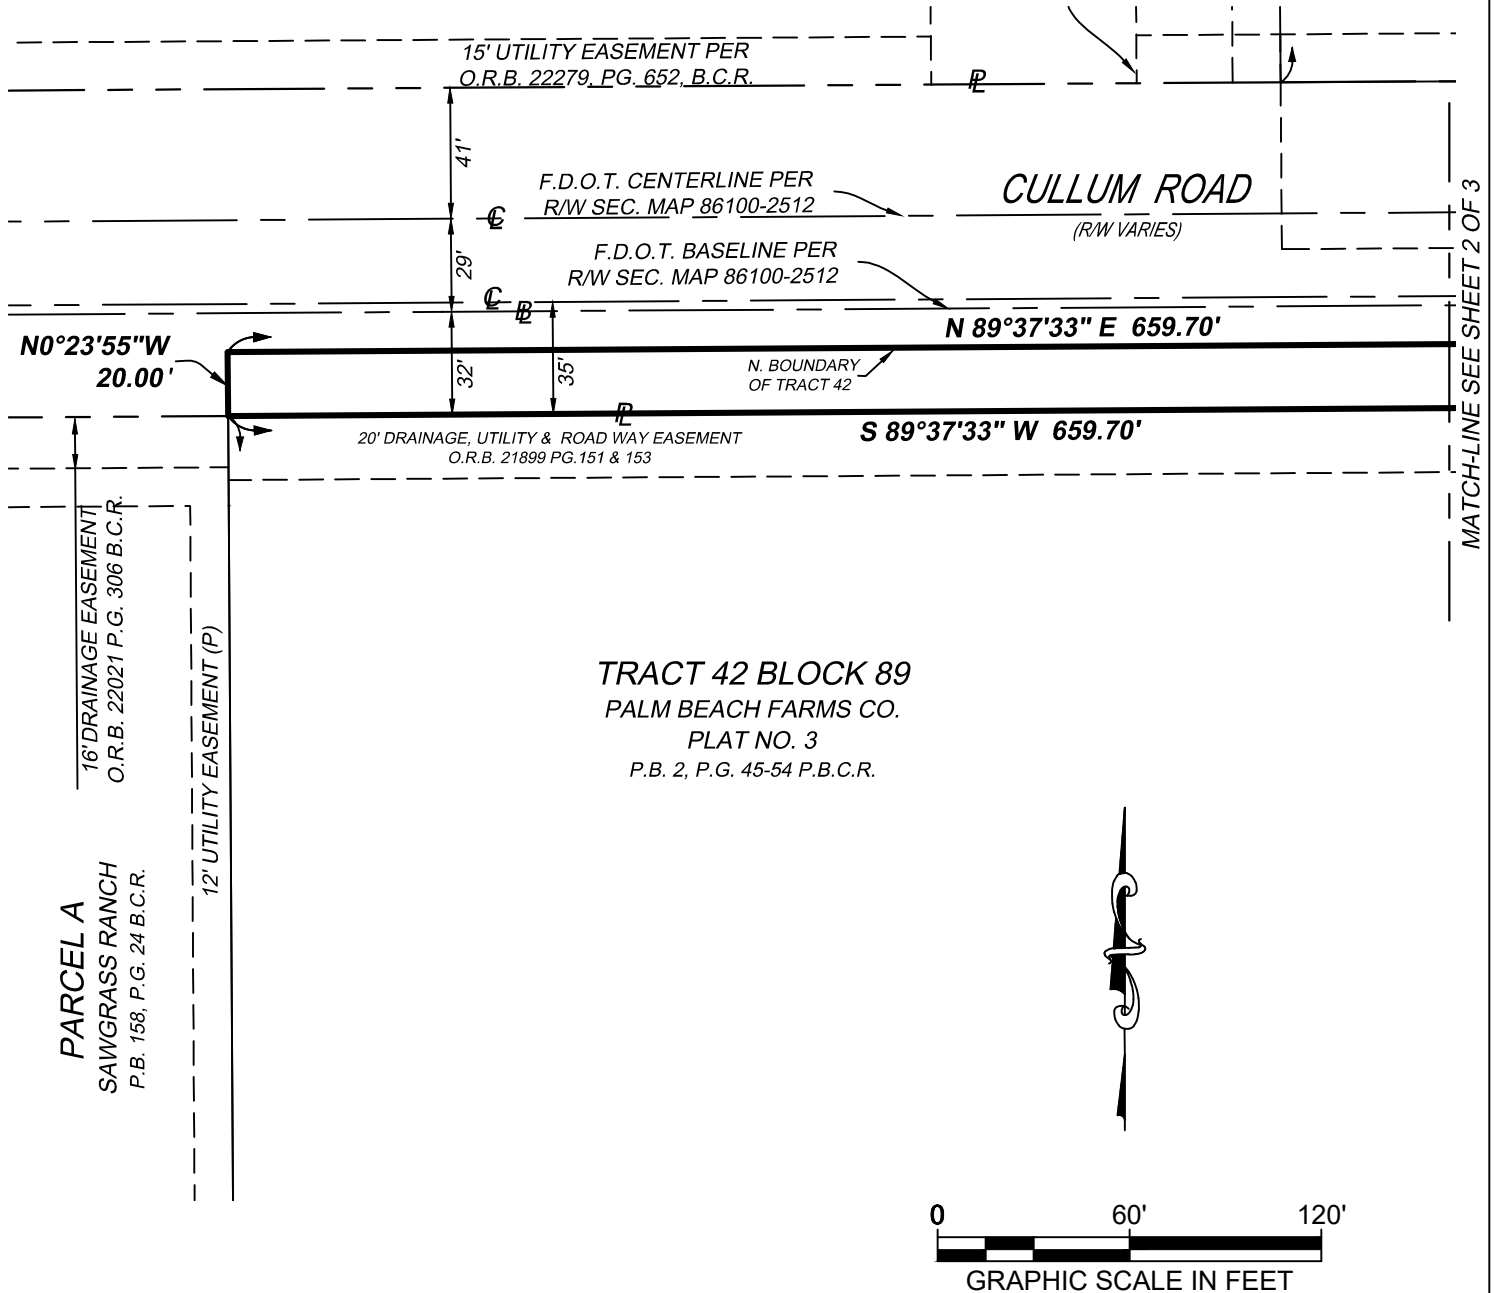 15' UTILITY EASEMENT PER
O.R.B. 22279, PG. 652, B.C.R.
41'
F.D.O.T. CENTERLINE PER
R/W SEC. MAP 86100-2512
CULLUM ROAD
(R/W VARIES)
29'
F.D.O.T. BASELINE PER
R/W SEC. MAP 86100-2512
N 89°37'33" E 659.70'
N0°23'55"W
20.00'
32'
35'
N. BOUNDARY
OF TRACT 42
S 89°37'33" W 659.70'
20' DRAINAGE, UTILITY & ROAD WAY EASEMENT
O.R.B. 21899 PG.151 & 153
MATCH-LINE SEE SHEET 2 OF 3
16' DRAINAGE EASEMENT
O.R.B. 22021 P.G. 306 B.C.R.
12' UTILITY EASEMENT (P)
TRACT 42 BLOCK 89
PALM BEACH FARMS CO.
PLAT NO. 3
P.B. 2, P.G. 45-54 P.B.C.R.
PARCEL A
SAWGRASS RANCH
P.B. 158, P.G. 24 B.C.R.
0 60' 120'
GRAPHIC SCALE IN FEET